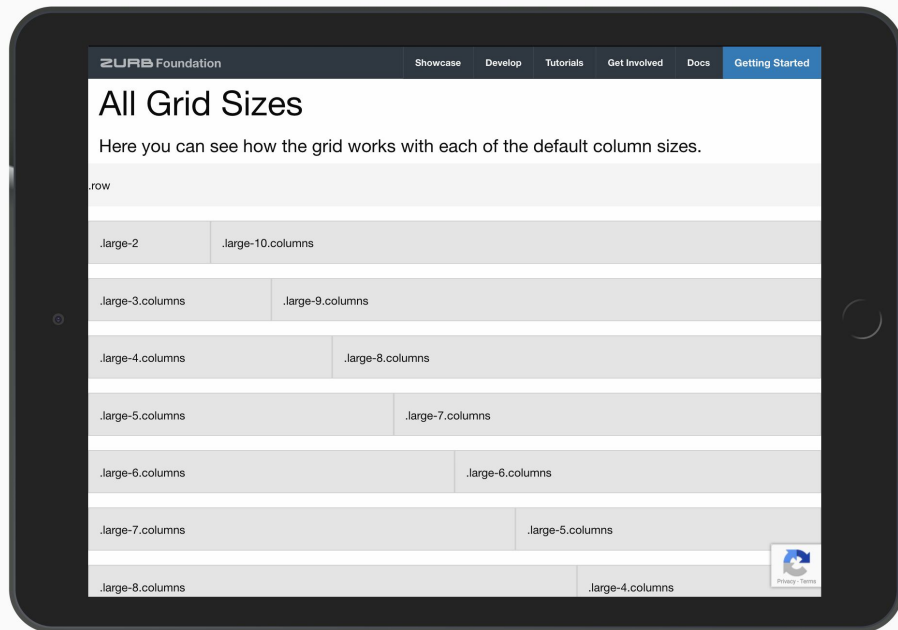 ZURB Foundation Showcase Develop Tutorials Get Involved Docs Getting Started
All Grid Sizes
Here you can see how the grid works with each of the default column sizes.
.row
.large-2 .large-10.columns
.large-3.columns .large-9.columns
.large-4.columns .large-8.columns
.large-5.columns .large-7.columns
.large-6.columns .large-6.columns
.large-7.columns .large-5.columns
.large-8.columns .large-4.columns
Privacy - Terms